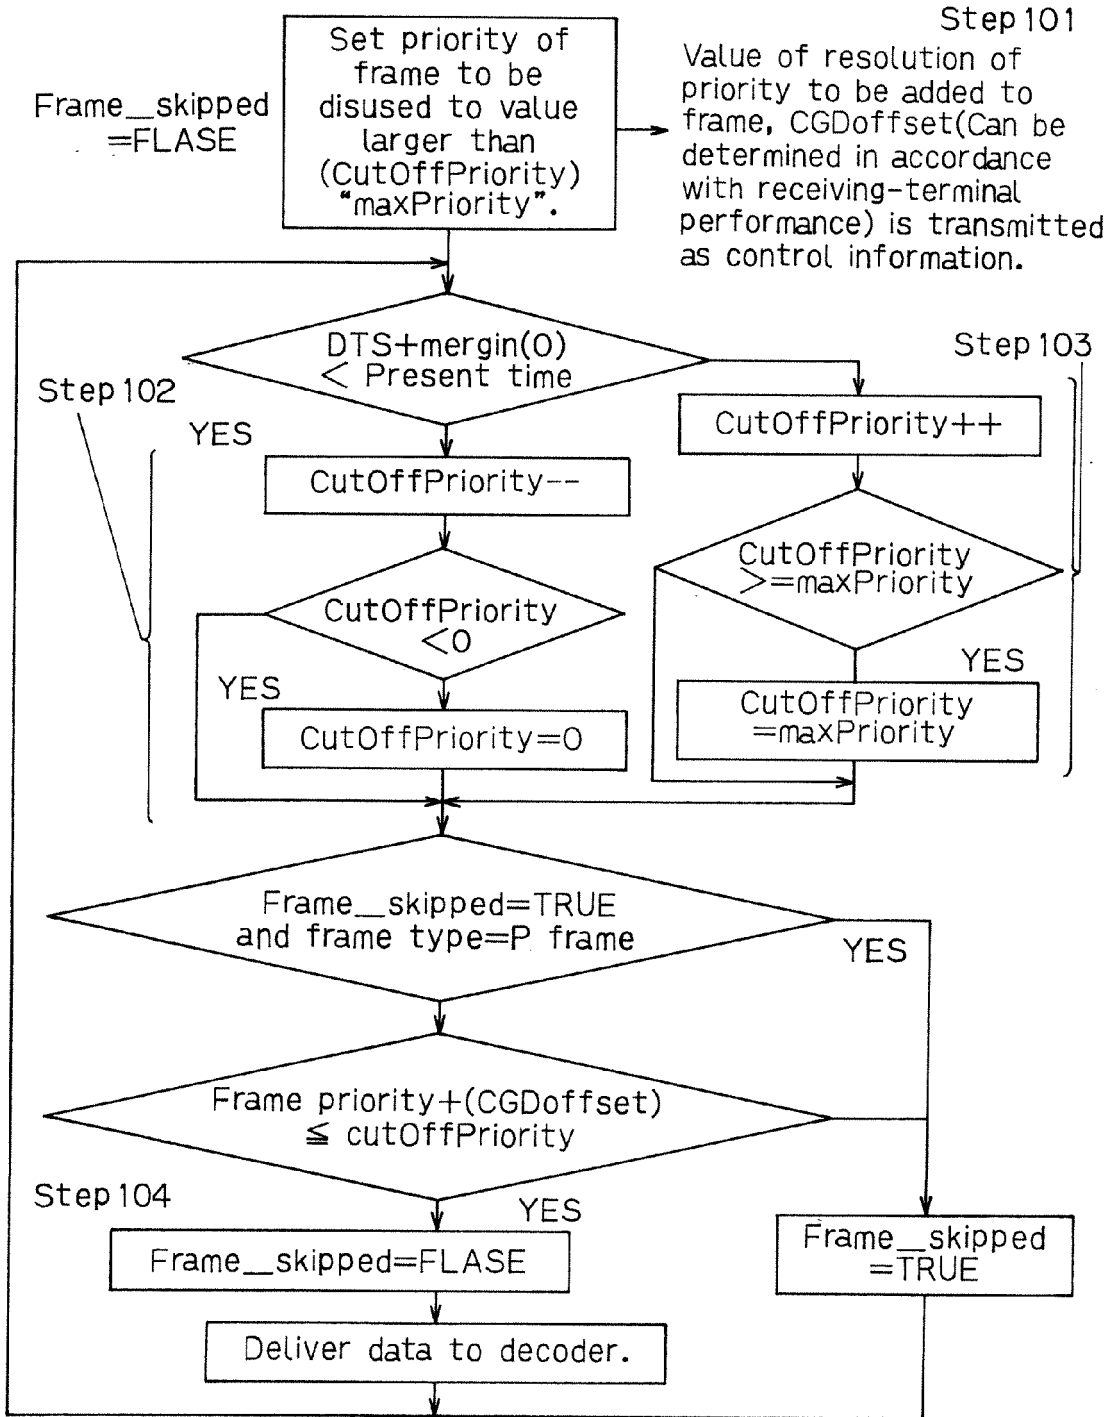 Step 101
Set priority of
frame to be
disused to value
larger than
(CutOffPriority)
"maxPriority".
Frame__skipped
=FLASE
Value of resolution of
priority to be added to
frame, CGDoffset(Can be
determined in accordance
with receiving-terminal
performance) is transmitted
as control information.
DTS+mergin(0)
< Present time
Step 103
Step 102
YES
CutOffPriority++
CutOffPriority--
CutOffPriority
>=maxPriority
CutOffPriority
<0
YES
YES
CutOffPriority
=maxPriority
CutOffPriority=0
Frame__skipped=TRUE
and frame type=P frame
YES
Frame priority+(CGDoffset)
≦ cutOffPriority
Step 104
YES
Frame__skipped=FLASE
Frame__skipped
=TRUE
Deliver data to decoder.